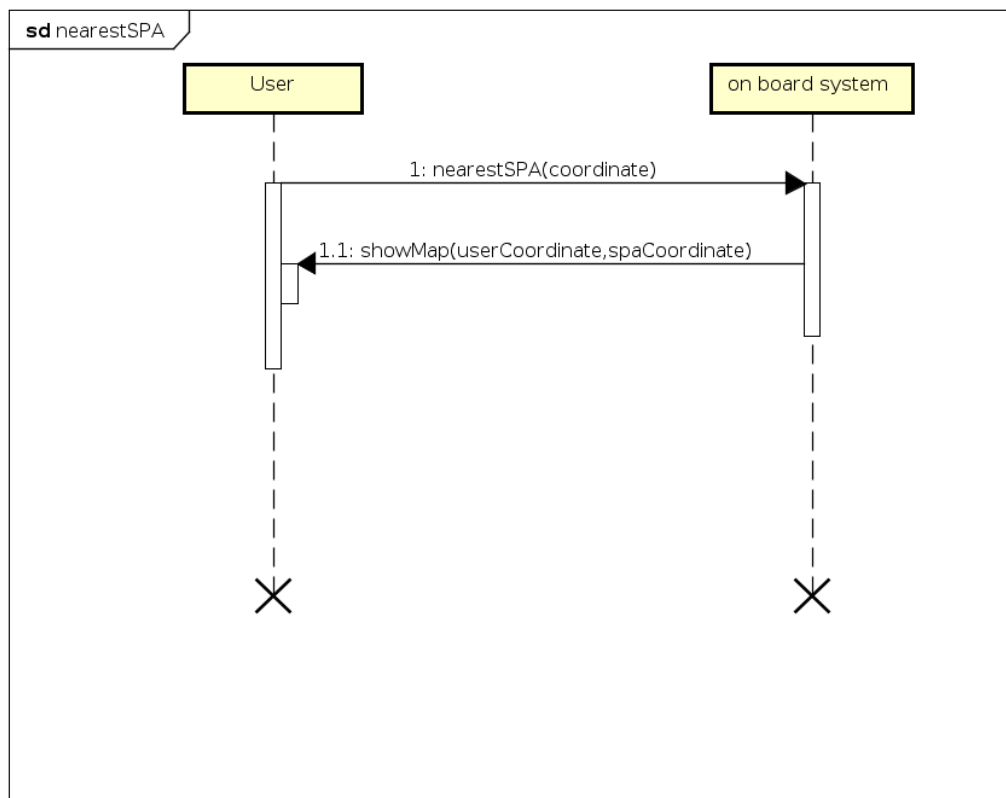 sd nearestSPA
User
on board system
1: nearestSPA(coordinate)
1.1: showMap(userCoordinate,spaCoordinate)